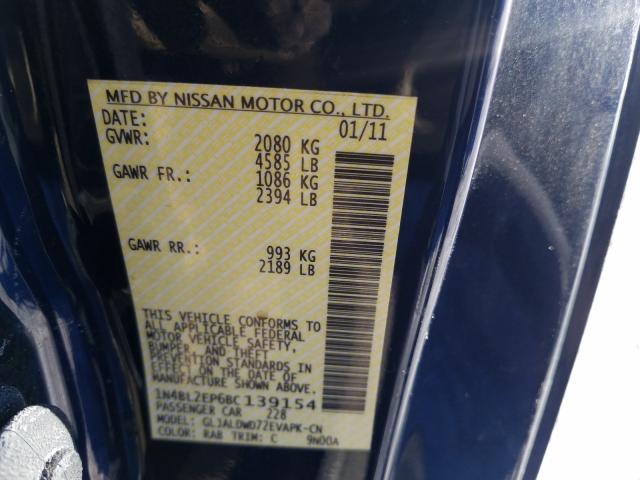 MFD BY NISSAN MOTOR CO., LTD.
DATE: 01/11
GVWR: 2080 KG
4585 LB
GAWR FR.: 1086 KG
2394 LB
GAWR RR.: 993 KG
2189 LB
THIS VEHICLE CONFORMS TO
ALL APPLICABLE FEDERAL
MOTOR VEHICLE SAFETY,
BUMPER, AND THEFT
PREVENTION STANDARDS IN
EFFECT ON THE DATE OF
MANUFACTURE SHOWN ABOVE.
1N4BL2EP6BC139154
PASSENGER CAR 228
MODEL: GLJALDWD72EVAPK-CN
COLOR: RAB TRIM: C 9N00A